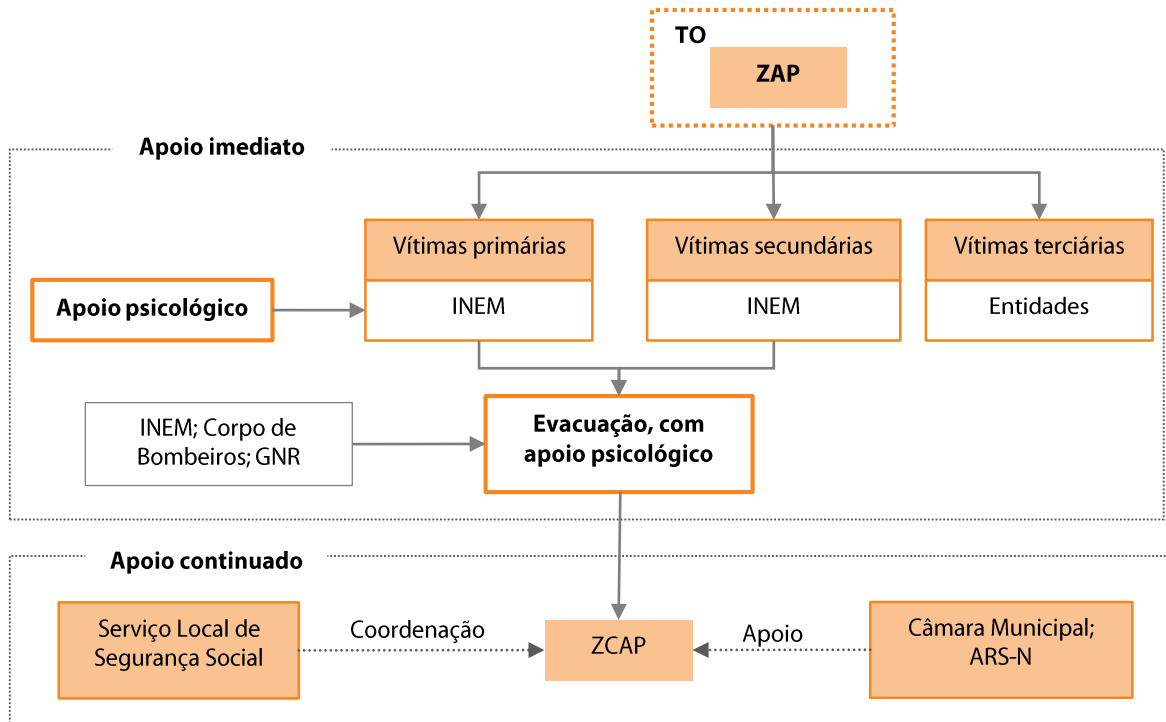 TO
ZAP
Apoio imediato
Vítimas primárias
Vítimas secundárias
Vítimas terciárias
Apoio psicológico
INEM
INEM
Entidades
INEM; Corpo de
Bombeiros; GNR
Evacuação, com
apoio psicológico
Apoio continuado
Serviço Local de
Segurança Social
Coordenação
ZCAP
Apoio
Câmara Municipal;
ARS-N